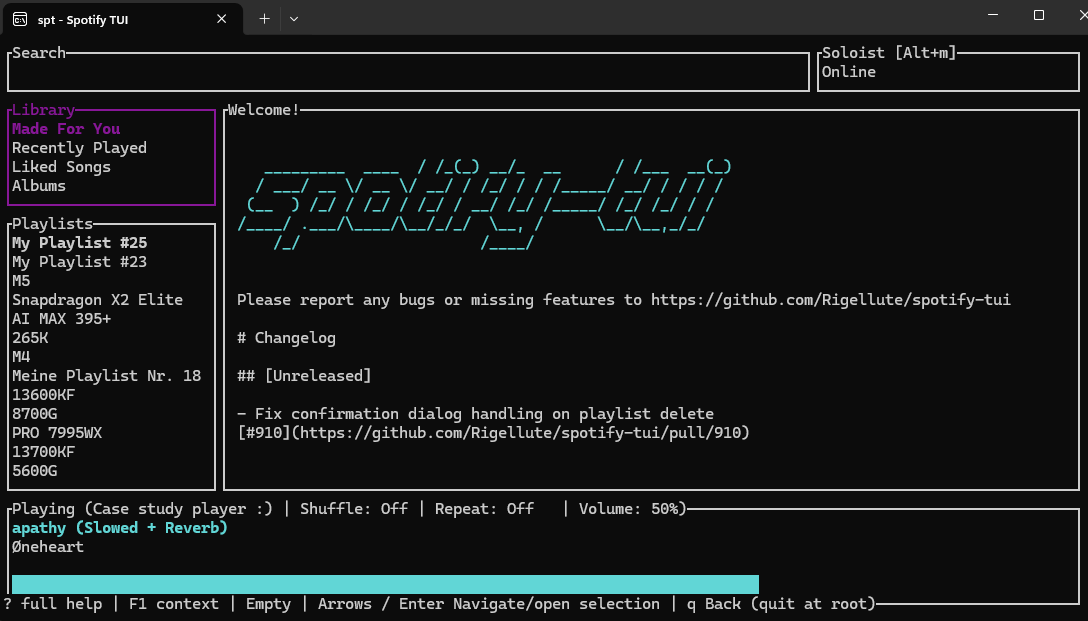 spt - Spotify TUI
Search
Soloist [Alt+m]
Online
Library
Made For You
Recently Played
Liked Songs
Albums
Playlists
My Playlist #25
My Playlist #23
M5
Snapdragon X2 Elite
AI MAX 395+
265K
M4
Meine Playlist Nr. 18
13600KF
8700G
PRO 7995WX
13700KF
5600G
Welcome!
spotify-tui
Please report any bugs or missing features to https://github.com/Rigellute/spotify-tui
# Changelog
## [Unreleased]
- Fix confirmation dialog handling on playlist delete
[#910](https://github.com/Rigellute/spotify-tui/pull/910)
Playing (Case study player :) | Shuffle: Off | Repeat: Off | Volume: 50%)
apathy (Slowed + Reverb)
Øneheart
? full help | F1 context | Empty | Arrows / Enter Navigate/open selection | q Back (quit at root)